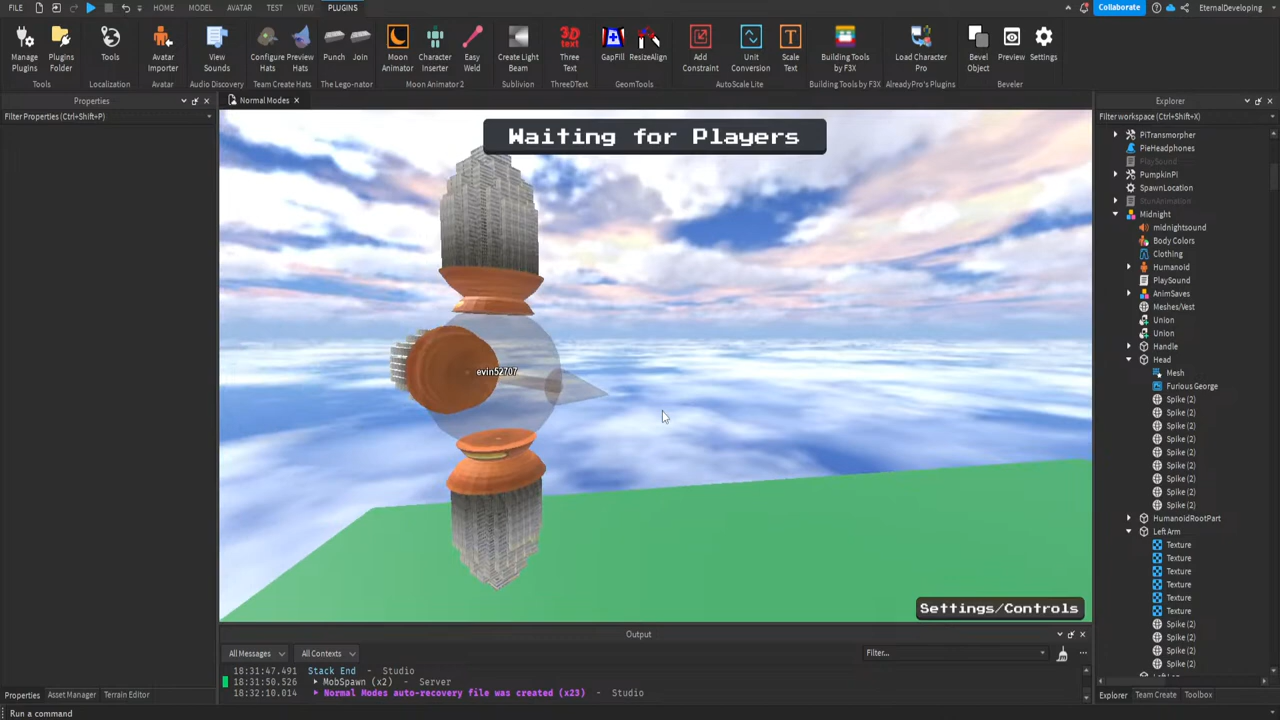 FILE HOME MODEL AVATAR TEST VIEW PLUGINS Collaborate EternalDeveloping
Manage Plugins
Plugins Folder
Tools
Avatar Importer
View Sounds
Configure Hats
Preview Hats
Punch
Join
Moon Animator
Character Inserter
Easy Weld
Create Light Beam
Three Text
GapFill
ResizeAlign
Add Constraint
Unit Conversion
Scale Text
Building Tools by F3X
Load Character Pro
Bevel Object
Preview
Settings
Tools
Localization
Avatar
Audio Discovery
Team Create Hats
The Lego-nator
Moon Animator 2
Sublivion
ThreeDText
GeomTools
AutoScale Lite
Building Tools by F3X
AlreadyPro's Plugins
Beveler
Properties
Filter Properties (Ctrl+Shift+P)
Normal Modes
3D TEXT
Waiting for Players
evin52707
Settings/Controls
Explorer
Filter workspace (Ctrl+Shift+X)
PiTransmorpher
PieHeadphones
PlaySound
PumpkinPi
SpawnLocation
StunAnimation
Midnight
midnightsound
Body Colors
Clothing
Humanoid
PlaySound
AnimSaves
Meshes/Vest
Union
Union
Handle
Head
Mesh
Furious George
Spike (2)
Spike (2)
Spike (2)
Spike (2)
Spike (2)
Spike (2)
Spike (2)
Spike (2)
Spike (2)
HumanoidRootPart
Left Arm
Texture
Texture
Texture
Texture
Texture
Texture
Spike (2)
Spike (2)
Spike (2)
Spike (2)
Output
All Messages
All Contexts
Filter...
18:31:47.491 Stack End - Studio
18:31:50.526 MobSpawn (x2) - Server
18:32:10.014 Normal Modes auto-recovery file was created (x23) - Studio
Properties Asset Manager Terrain Editor
Explorer Team Create Toolbox
Run a command